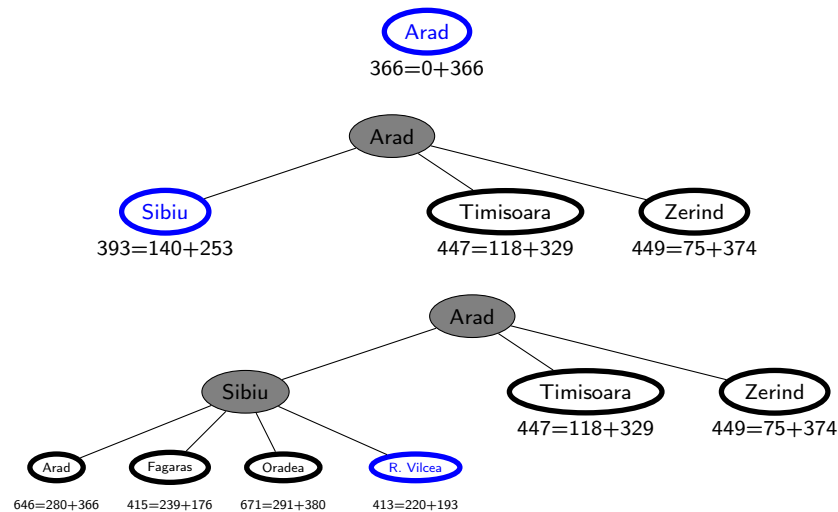 Arad
366=0+366
Arad
Sibiu Timisoara Zerind
393=140+253 447=118+329 449=75+374
Arad
Sibiu Timisoara Zerind
447=118+329 449=75+374
Arad Fagaras Oradea R. Vilcea
646=280+366 415=239+176 671=291+380 413=220+193